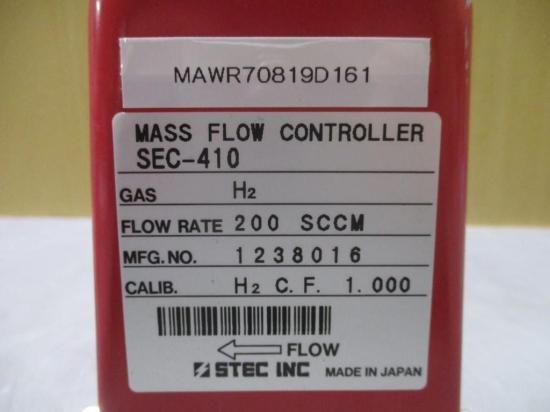 MAWR70819D161
MASS FLOW CONTROLLER
SEC-410
GAS H₂
FLOW RATE 200 SCCM
MFG.NO. 1238016
CALIB. H₂ C.F. 1.000
FLOW
STEC INC MADE IN JAPAN